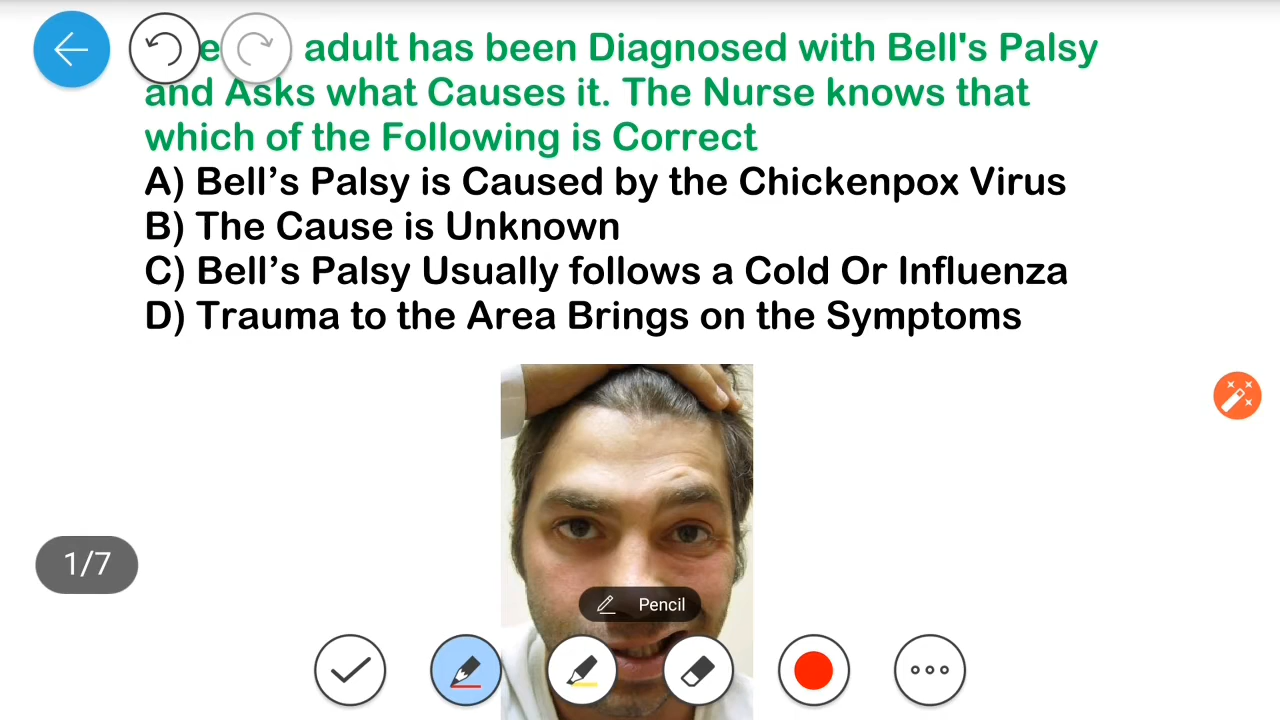 adult has been Diagnosed with Bell's Palsy
and Asks what Causes it. The Nurse knows that
which of the Following is Correct
A) Bell’s Palsy is Caused by the Chickenpox Virus
B) The Cause is Unknown
C) Bell’s Palsy Usually follows a Cold Or Influenza
D) Trauma to the Area Brings on the Symptoms
1/7
Pencil